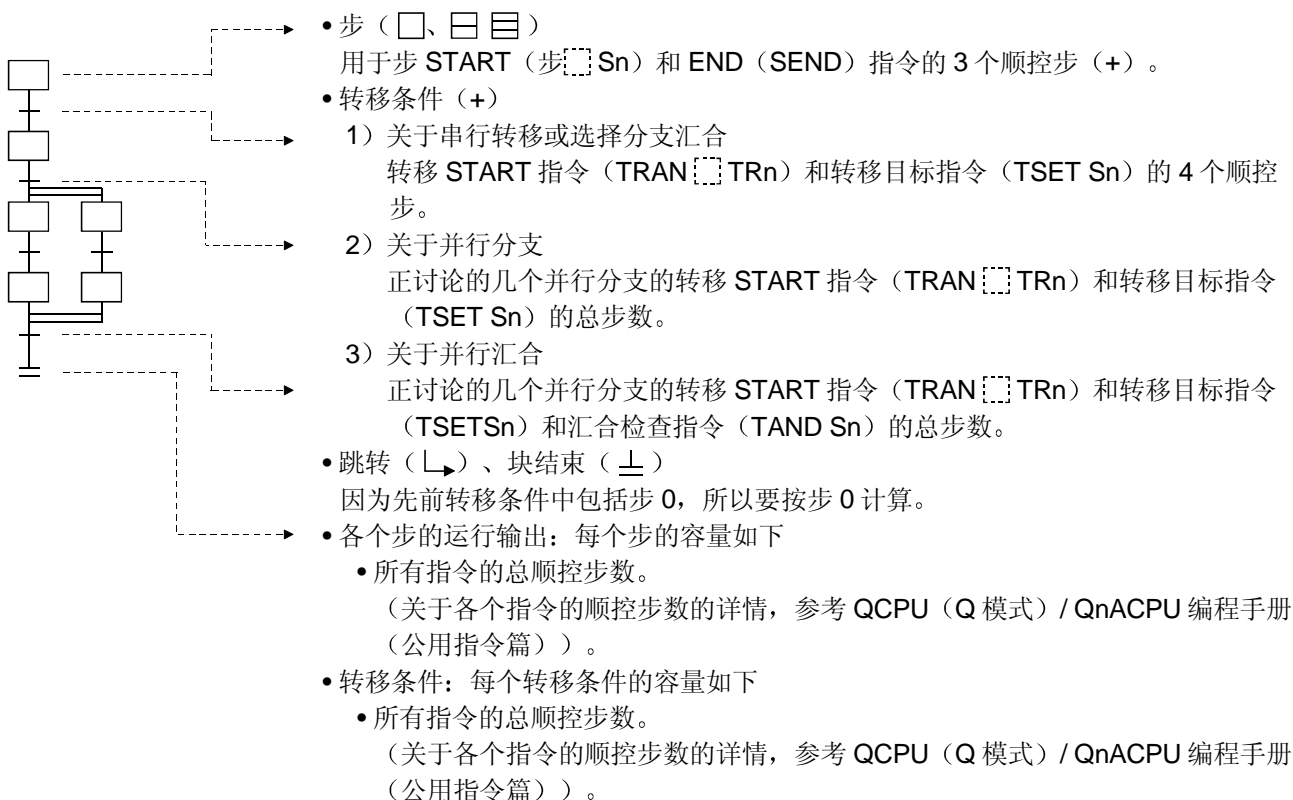 •步（□、日 目）
用于步 START（步 Sn）和 END（SEND）指令的 3 个顺控步（+）。
•转移条件（+）
1）关于串行转移或选择分支汇合
转移 START 指令（TRAN TRn）和转移目标指令（TSET Sn）的 4 个顺控
步。
2）关于并行分支
正讨论的几个并行分支的转移 START 指令（TRAN TRn）和转移目标指令
（TSET Sn）的总步数。
3）关于并行汇合
正讨论的几个并行分支的转移 START 指令（TRAN TRn）和转移目标指令
（TSETSn）和汇合检查指令（TAND Sn）的总步数。
•跳转（）、块结束（）
因为先前转移条件中包括步 0，所以要按步 0 计算。
•各个步的运行输出：每个步的容量如下
•所有指令的总顺控步数。
（关于各个指令的顺控步数的详情，参考 QCPU（Q 模式）/ QnACPU 编程手册
（公用指令篇））。
•转移条件：每个转移条件的容量如下
•所有指令的总顺控步数。
（关于各个指令的顺控步数的详情，参考 QCPU（Q 模式）/ QnACPU 编程手册
（公用指令篇））。